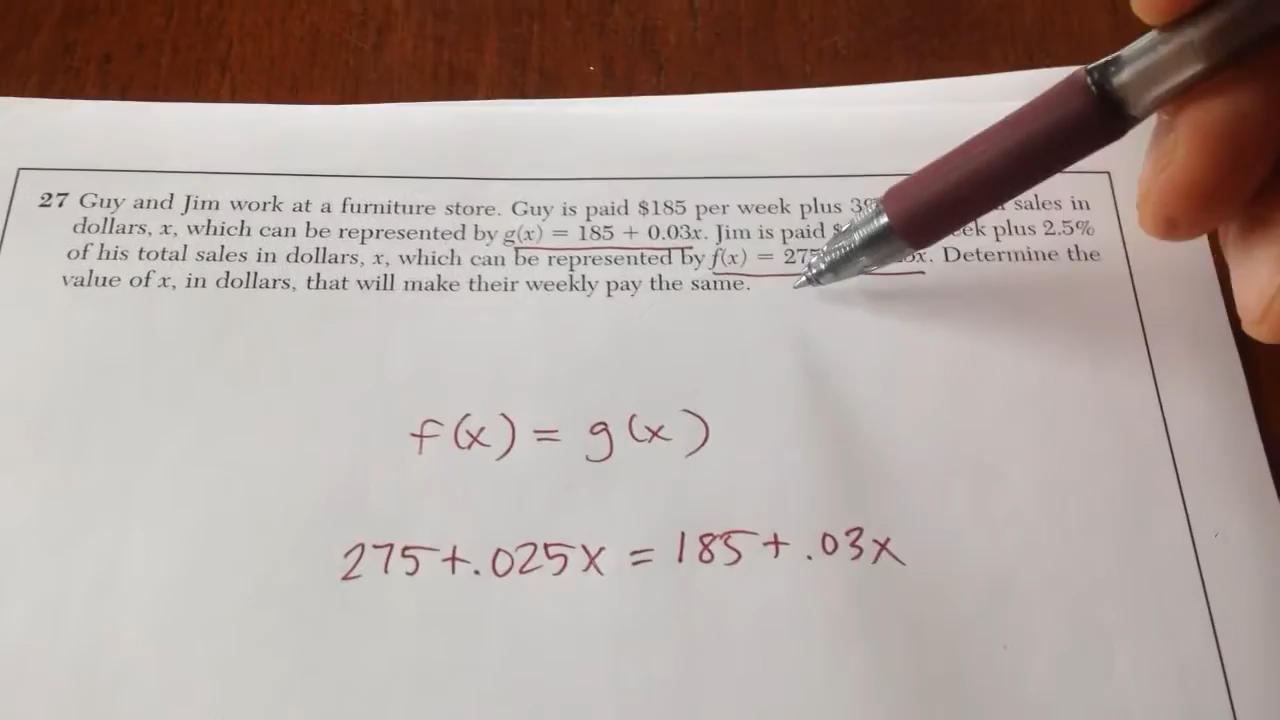 27 Guy and Jim work at a furniture store. Guy is paid $185 per week plus 3% sales in
dollars, x, which can be represented by g(x) = 185 + 0.03x. Jim is paid $ plus 2.5%
of his total sales in dollars, x, which can be represented by f(x) = 275 x. Determine the
value of x, in dollars, that will make their weekly pay the same.
f(x) = g(x)
275+.025x = 185+.03x